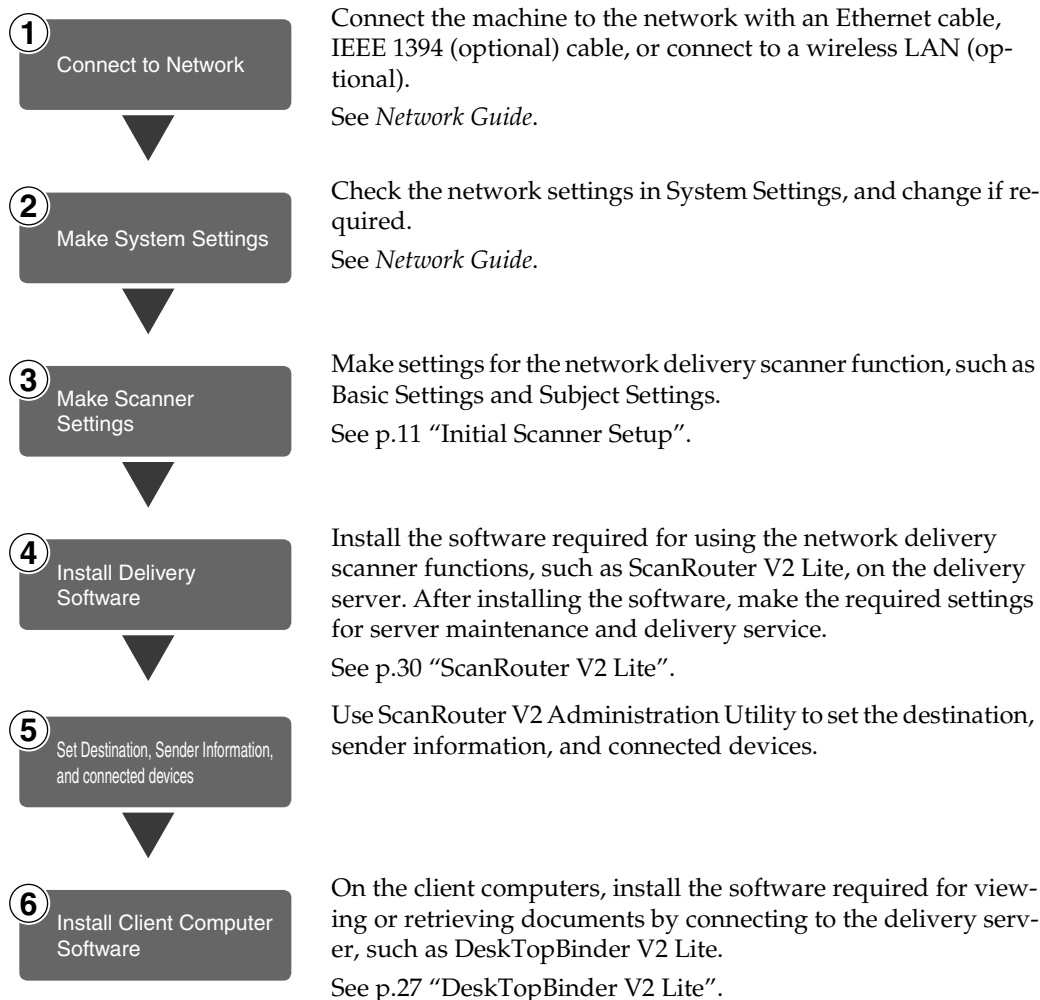 1
Connect to Network
Connect the machine to the network with an Ethernet cable,
IEEE 1394 (optional) cable, or connect to a wireless LAN (op-
tional).
See Network Guide.
2
Make System Settings
Check the network settings in System Settings, and change if re-
quired.
See Network Guide.
3
Make Scanner
Settings
Make settings for the network delivery scanner function, such as
Basic Settings and Subject Settings.
See p.11 “Initial Scanner Setup”.
4
Install Delivery
Software
Install the software required for using the network delivery
scanner functions, such as ScanRouter V2 Lite, on the delivery
server. After installing the software, make the required settings
for server maintenance and delivery service.
See p.30 “ScanRouter V2 Lite”.
5
Set Destination, Sender Information,
and connected devices
Use ScanRouter V2 Administration Utility to set the destination,
sender information, and connected devices.
6
Install Client Computer
Software
On the client computers, install the software required for view-
ing or retrieving documents by connecting to the delivery serv-
er, such as DeskTopBinder V2 Lite.
See p.27 “DeskTopBinder V2 Lite”.